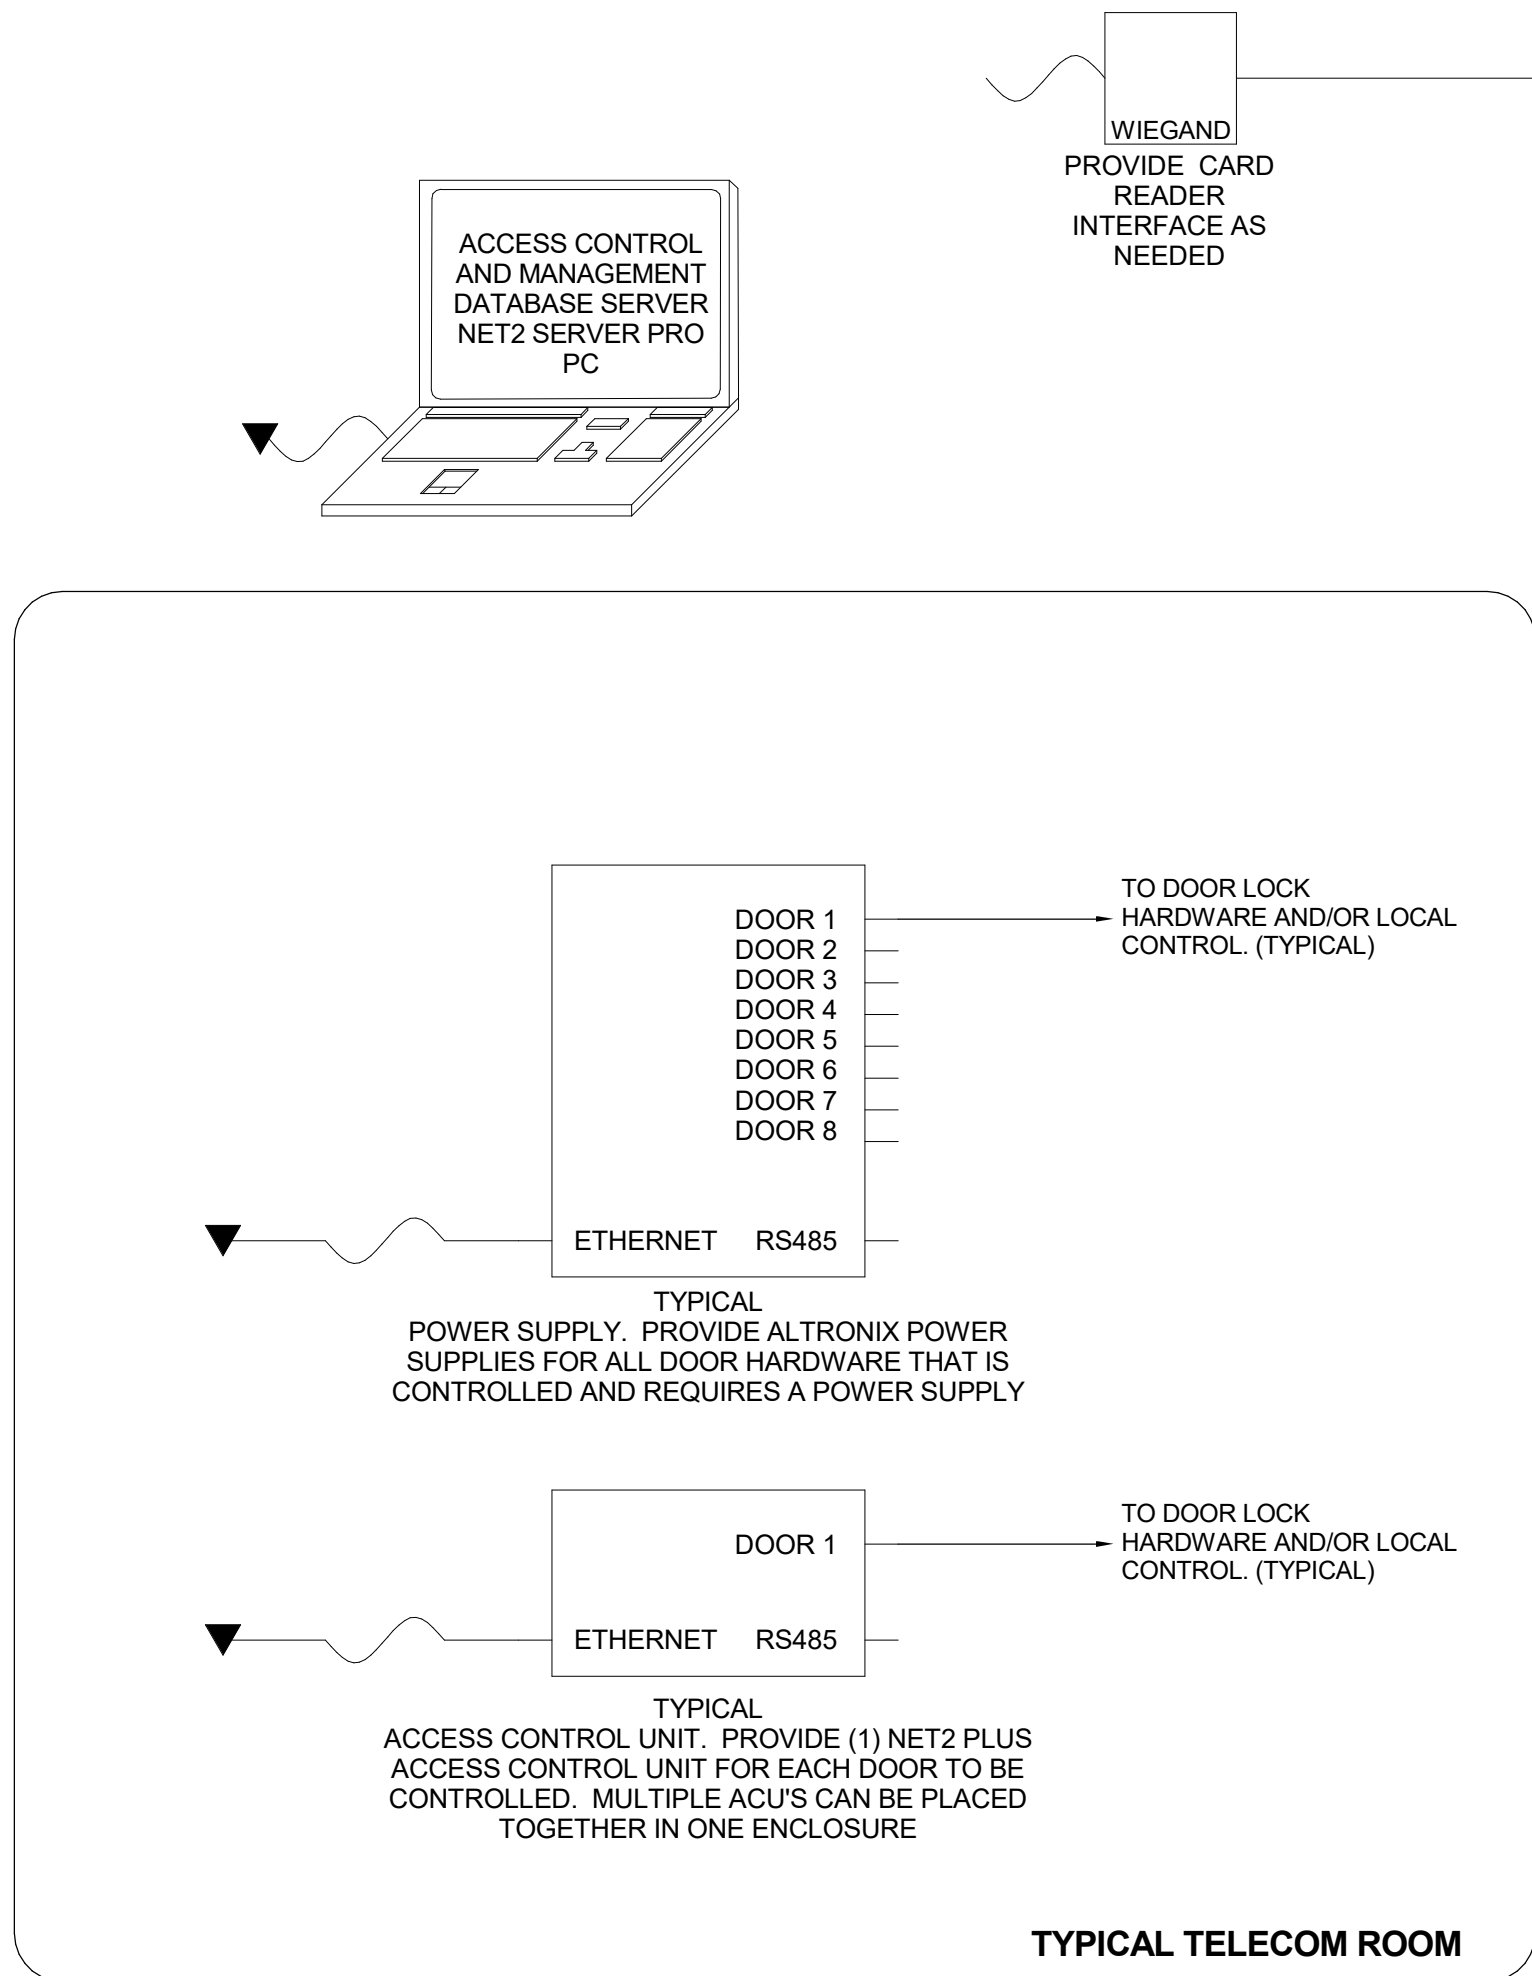 WIEGAND
PROVIDE  CARD
READER
INTERFACE AS
NEEDED
ACCESS CONTROL
AND MANAGEMENT
DATABASE SERVER
NET2 SERVER PRO
PC
DOOR 1
DOOR 2
DOOR 3
DOOR 4
DOOR 5
DOOR 6
DOOR 7
DOOR 8
TO DOOR LOCK
HARDWARE AND/OR LOCAL
CONTROL. (TYPICAL)
ETHERNET RS485
TYPICAL
POWER SUPPLY.  PROVIDE ALTRONIX POWER
SUPPLIES FOR ALL DOOR HARDWARE THAT IS
CONTROLLED AND REQUIRES A POWER SUPPLY
DOOR 1
TO DOOR LOCK
HARDWARE AND/OR LOCAL
CONTROL. (TYPICAL)
ETHERNET RS485
TYPICAL
ACCESS CONTROL UNIT.  PROVIDE (1) NET2 PLUS
ACCESS CONTROL UNIT FOR EACH DOOR TO BE
CONTROLLED.  MULTIPLE ACU'S CAN BE PLACED
TOGETHER IN ONE ENCLOSURE
TYPICAL TELECOM ROOM